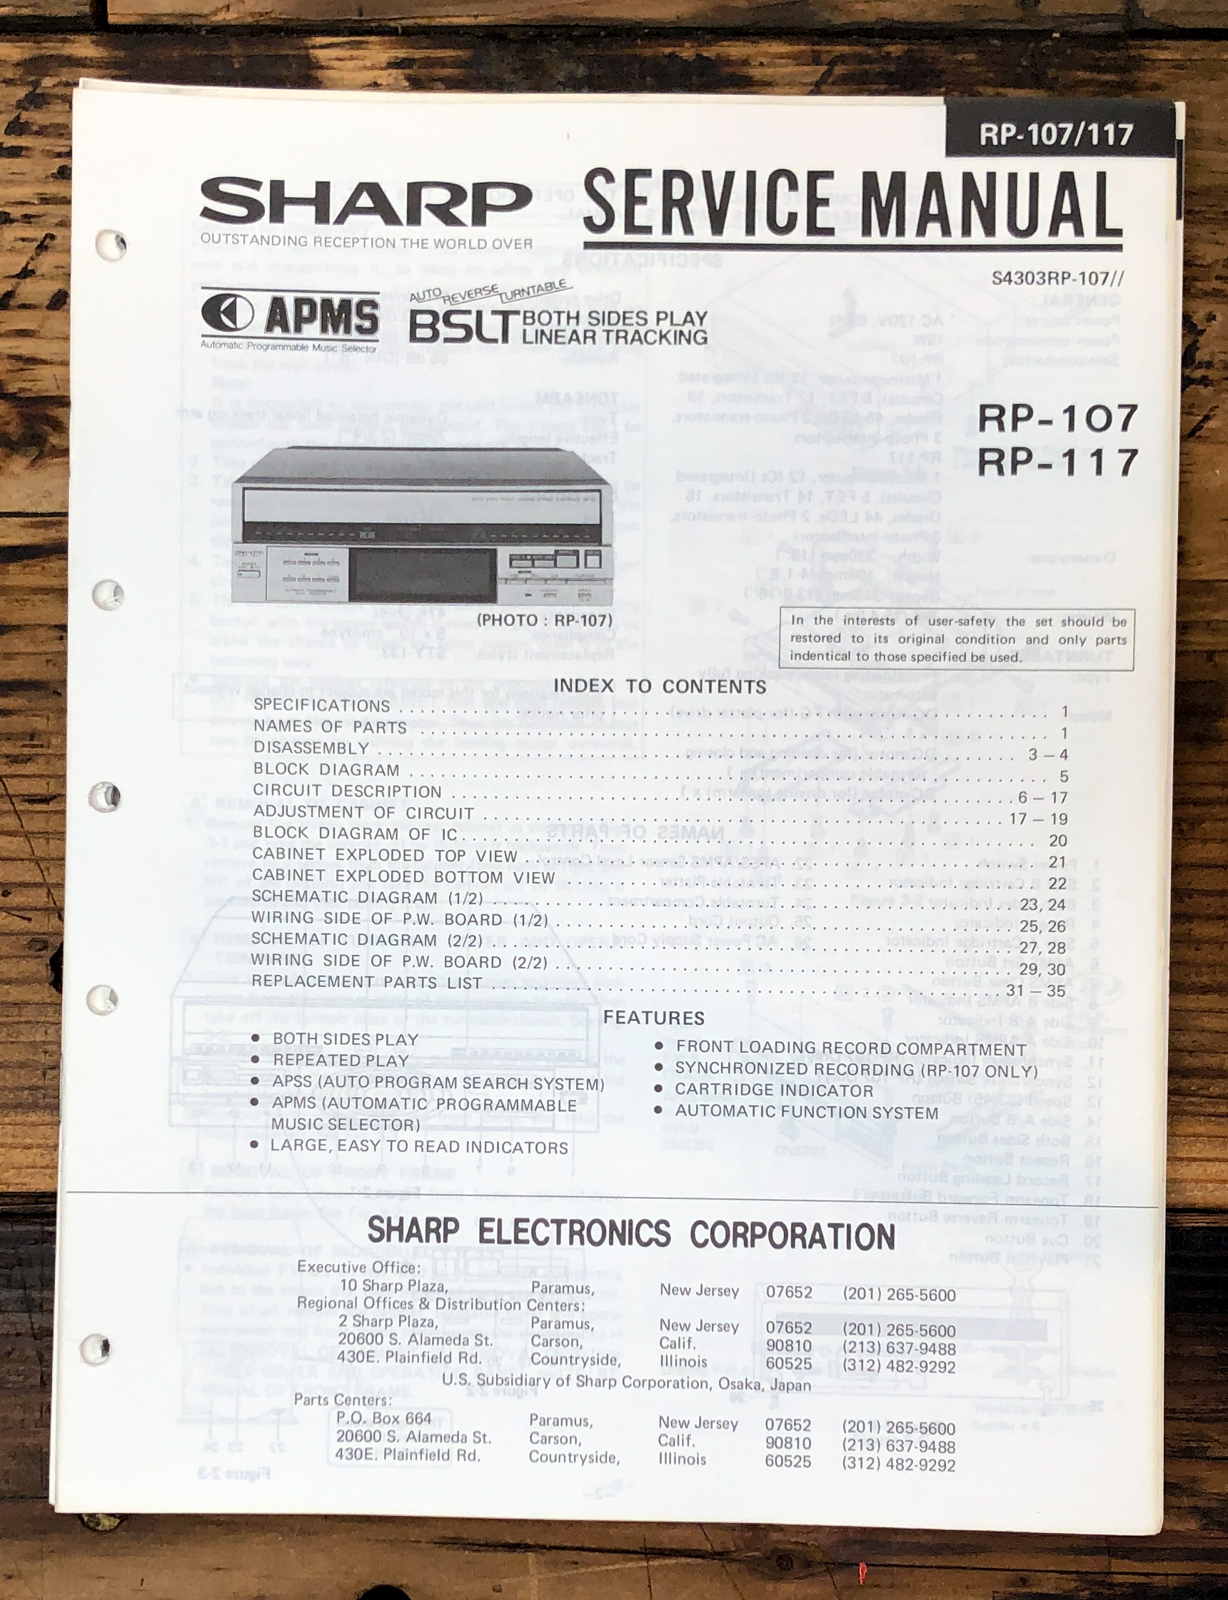 RP-107/117
SHARP SERVICE MANUAL
OUTSTANDING RECEPTION THE WORLD OVER
S4303RP-107//
APMS
Automatic Programmable Music Selector
AUTO REVERSE TURNTABLE
BSLT BOTH SIDES PLAY
LINEAR TRACKING
RP-107
RP-117
(PHOTO : RP-107)
In the interests of user-safety the set should be
restored to its original condition and only parts
indentical to those specified be used.
INDEX TO CONTENTS
SPECIFICATIONS . . . . . . . . . . 1
NAMES OF PARTS . . . . . . . . . . 1
DISASSEMBLY . . . . . . . . . . 3 – 4
BLOCK DIAGRAM . . . . . . . . . . 5
CIRCUIT DESCRIPTION . . . . . . . . . . 6 – 17
ADJUSTMENT OF CIRCUIT . . . . . . . . . . 17 – 19
BLOCK DIAGRAM OF IC . . . . . . . . . . 20
CABINET EXPLODED TOP VIEW . . . . . . . . . . 21
CABINET EXPLODED BOTTOM VIEW . . . . . . . . . . 22
SCHEMATIC DIAGRAM (1/2) . . . . . . . . . . 23, 24
WIRING SIDE OF P.W. BOARD (1/2) . . . . . . . . . . 25, 26
SCHEMATIC DIAGRAM (2/2) . . . . . . . . . . 27, 28
WIRING SIDE OF P.W. BOARD (2/2) . . . . . . . . . . 29, 30
REPLACEMENT PARTS LIST . . . . . . . . . . 31 – 35
FEATURES
● BOTH SIDES PLAY
● REPEATED PLAY
● APSS (AUTO PROGRAM SEARCH SYSTEM)
● APMS (AUTOMATIC PROGRAMMABLE
MUSIC SELECTOR)
● LARGE, EASY TO READ INDICATORS
● FRONT LOADING RECORD COMPARTMENT
● SYNCHRONIZED RECORDING (RP-107 ONLY)
● CARTRIDGE INDICATOR
● AUTOMATIC FUNCTION SYSTEM
SHARP ELECTRONICS CORPORATION
Executive Office:
10 Sharp Plaza, Paramus, New Jersey 07652 (201) 265-5600
Regional Offices & Distribution Centers:
2 Sharp Plaza, Paramus, New Jersey 07652 (201) 265-5600
20600 S. Alameda St. Carson, Calif. 90810 (213) 637-9488
430E. Plainfield Rd. Countryside, Illinois 60525 (312) 482-9292
U.S. Subsidiary of Sharp Corporation, Osaka, Japan
Parts Centers:
P.O. Box 664 Paramus, New Jersey 07652 (201) 265-5600
20600 S. Alameda St. Carson, Calif. 90810 (213) 637-9488
430E. Plainfield Rd. Countryside, Illinois 60525 (312) 482-9292